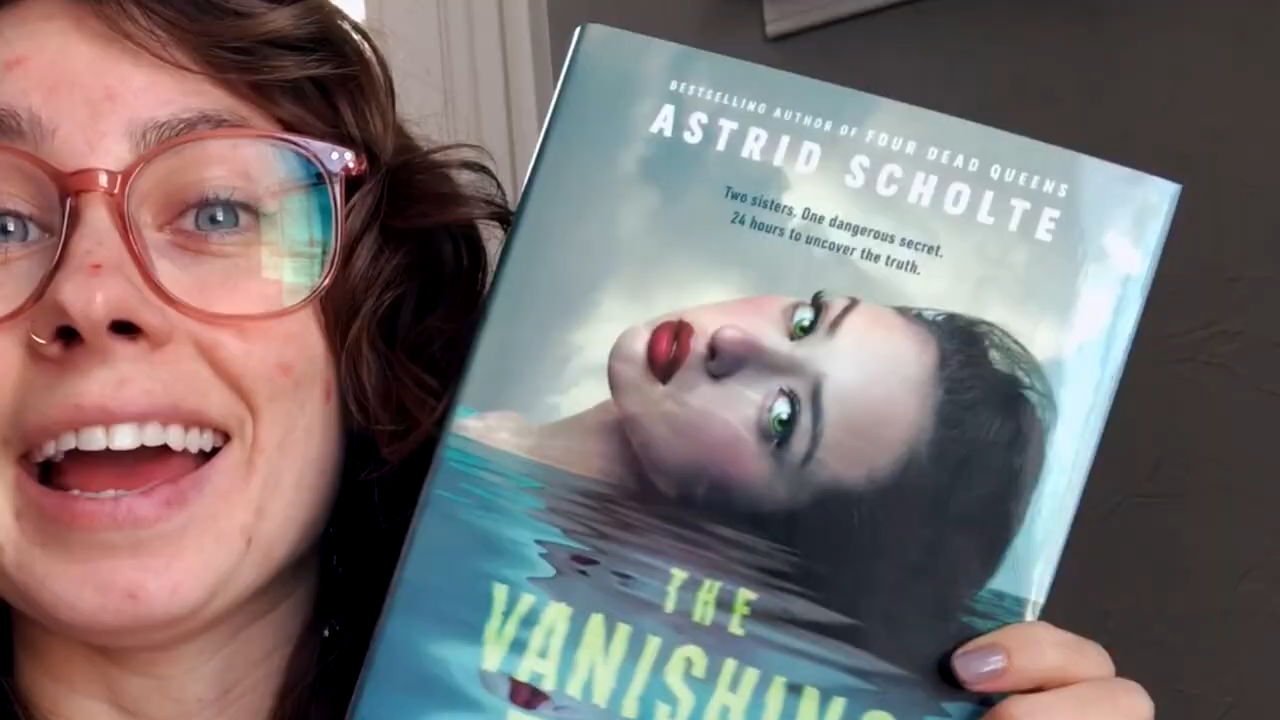 BESTSELLING AUTHOR OF FOUR DEAD QUEENS
ASTRID SCHOLTE
Two sisters. One dangerous secret.
24 hours to uncover the truth.
THE
VANISHING